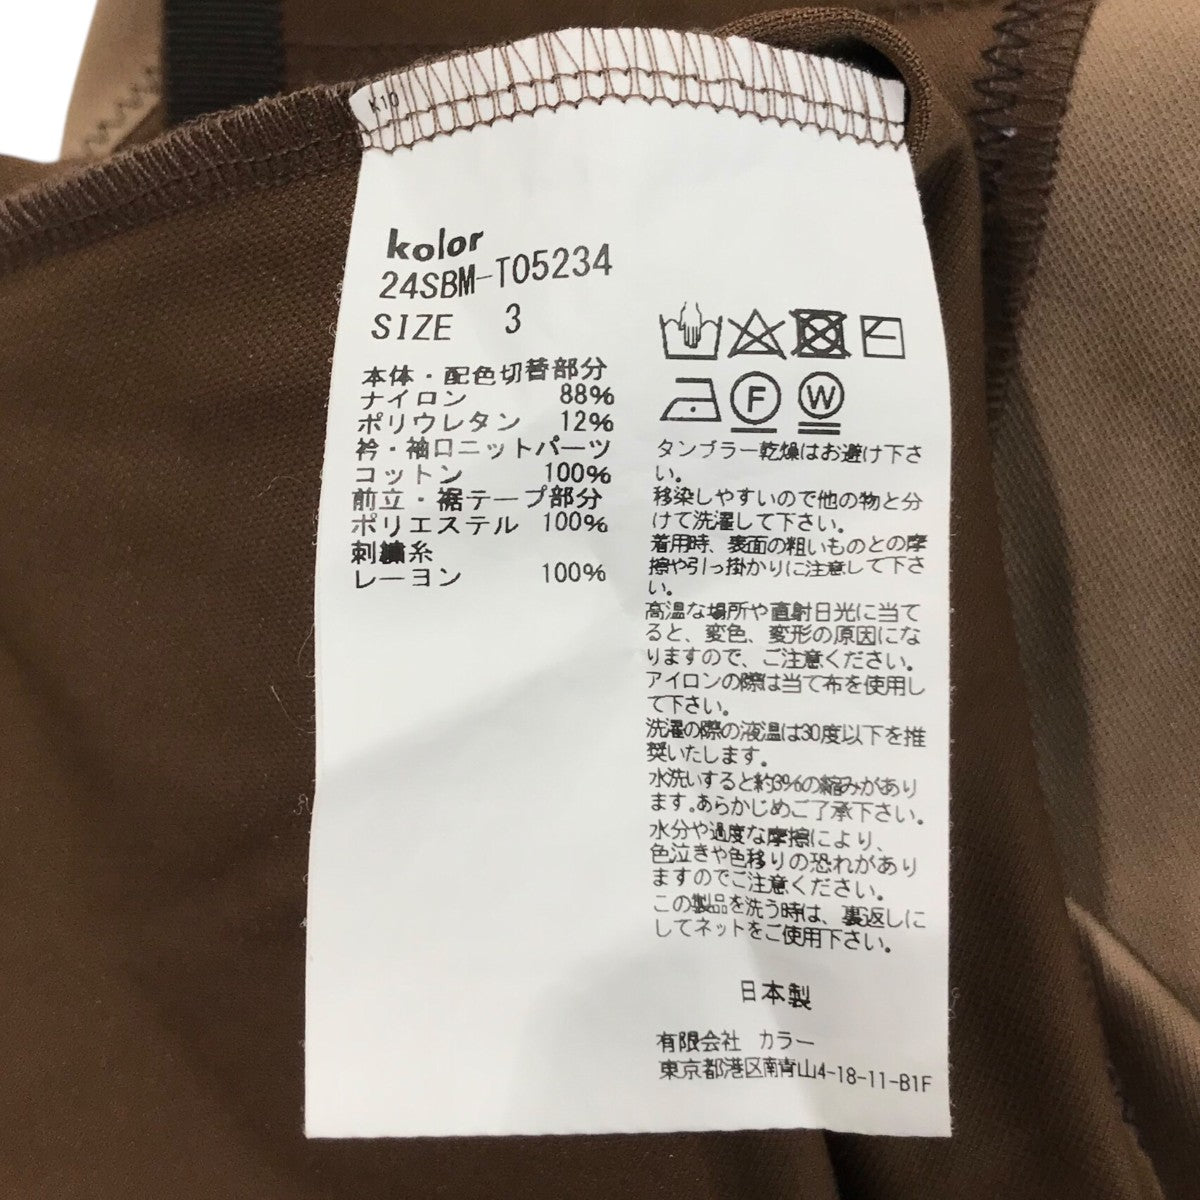 K10
kolor
24SBM-T05234
SIZE 3
本体・配色切替部分
ナイロン 88%
ポリウレタン 12%
衿・袖口ニットパーツ
コットン 100%
前立・裾テープ部分
ポリエステル 100%
刺繍糸
レーヨン 100%
F
W
タンブラー乾燥はお避け下さ
い。
移染しやすいので他の物と分
けて洗濯して下さい。
着用時、表面の粗いものとの摩
擦や引っ掛かりに注意して下さ
い。
高温な場所や直射日光に当て
ると、変色、変形の原因にな
りますので、ご注意ください。
アイロンの際は当て布を使用し
て下さい。
洗濯の際の液温は30度以下を推
奨いたします。
水洗いすると約3%の縮みがあり
ます。あらかじめご了承下さい。
水分や過度な摩擦により、
色泣きや色移りの恐れがあり
ますのでご注意ください。
この製品を洗う時は、裏返しに
してネットをご使用下さい。
日本製
有限会社 カラー
東京都港区南青山4-18-11-B1F